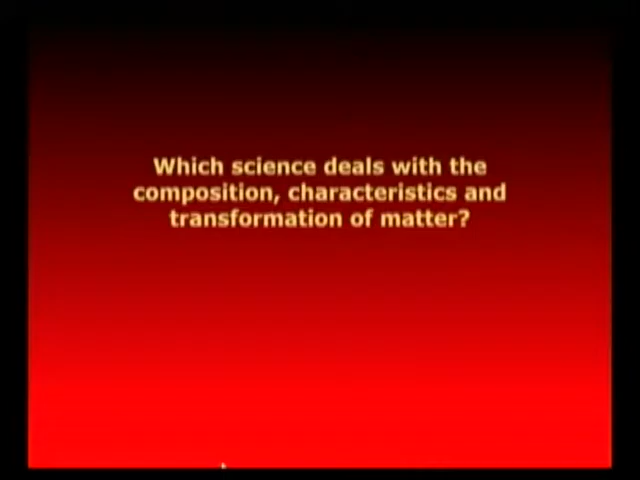 Which science deals with the
composition, characteristics and
transformation of matter?